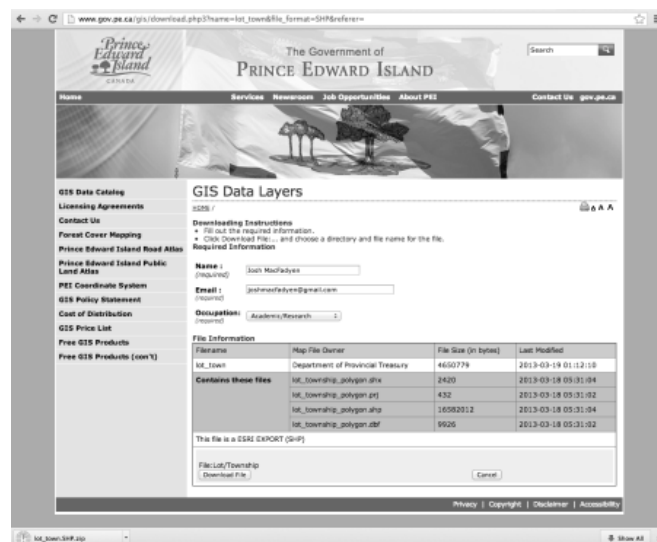 www.gov.pe.ca/gis/download.php3?name=lot_town&file_format=SHP&referer=
Prince
Edward
Island
CANADA
The Government of
PRINCE EDWARD ISLAND
Search
Home
Services Newsroom Job Opportunities About PEI
Contact Us gov.pe.ca
GIS Data Catalog
Licensing Agreements
Contact Us
Forest Cover Mapping
Prince Edward Island Road Atlas
Prince Edward Island Public
Land Atlas
PEI Coordinate System
GIS Policy Statement
Cost of Distribution
GIS Price List
Free GIS Products
Free GIS Products (con't)
GIS Data Layers
HOME /
A A A
Downloading Instructions
• Fill out the required information.
• Click Download File... and choose a directory and file name for the file.
Required Information
Name :
(required)
Josh MacFadyen
Email :
(required)
joshmacfadyen@gmail.com
Occupation:
(required)
Academic/Research
File Information
Filename Map File Owner File Size (in bytes) Last Modified
lot_town Department of Provincial Treasury 4650779 2013-03-19 01:12:10
Contains these files lot_township_polygon.shx 2420 2013-03-18 05:31:04
lot_township_polygon.prj 432 2013-03-18 05:31:02
lot_township_polygon.shp 16582012 2013-03-18 05:31:04
lot_township_polygon.dbf 9926 2013-03-18 05:31:02
This file is a ESRI EXPORT (SHP)
File:Lot/Township
Download File Cancel
Privacy | Copyright | Disclaimer | Accessibility
lot_town.SHP.zip
Show All